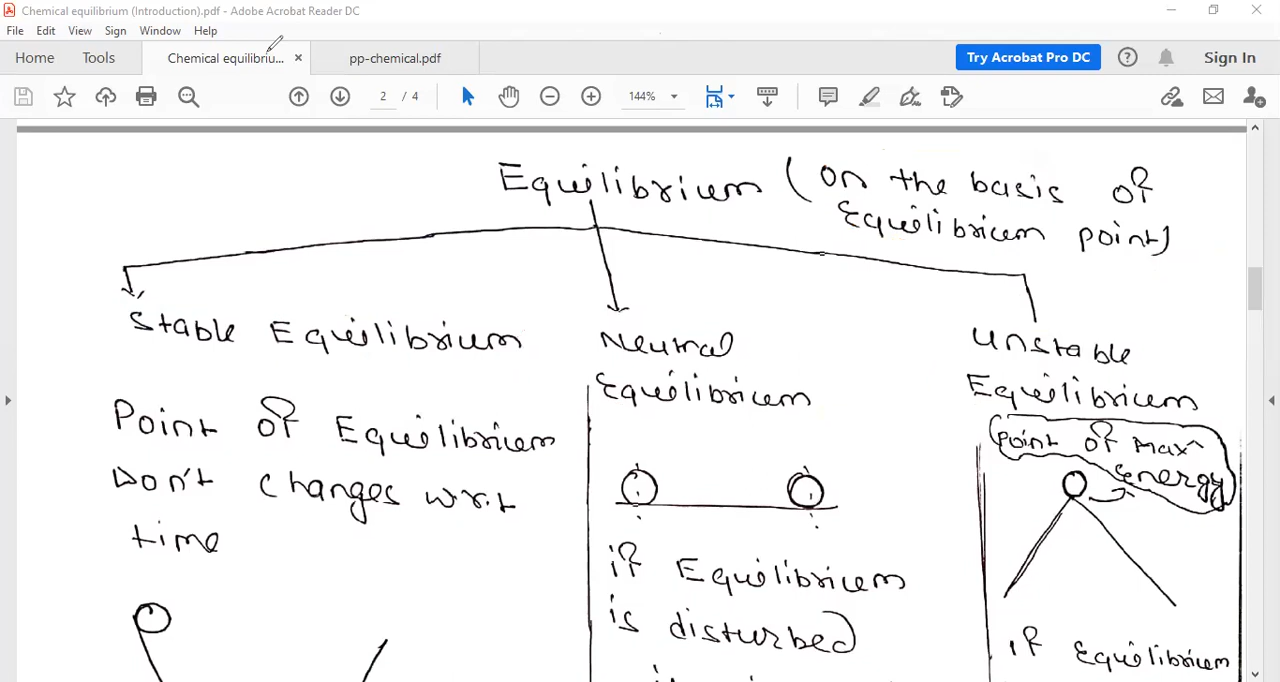 Chemical equilibrium (Introduction).pdf - Adobe Acrobat Reader DC
File Edit View Sign Window Help
Home Tools Chemical equilibriu... × pp-chemical.pdf Try Acrobat Pro DC Sign In
2 / 4 144%
Equilibrium (on the basis of
Equilibrium point)
Stable Equilibrium
Point of Equilibrium
Don't changes w.r.t
time
Neutral
Equilibrium
if Equilibrium
is disturbed
Unstable
Equilibrium
Point of Max^m
Energy
if Equilibrium